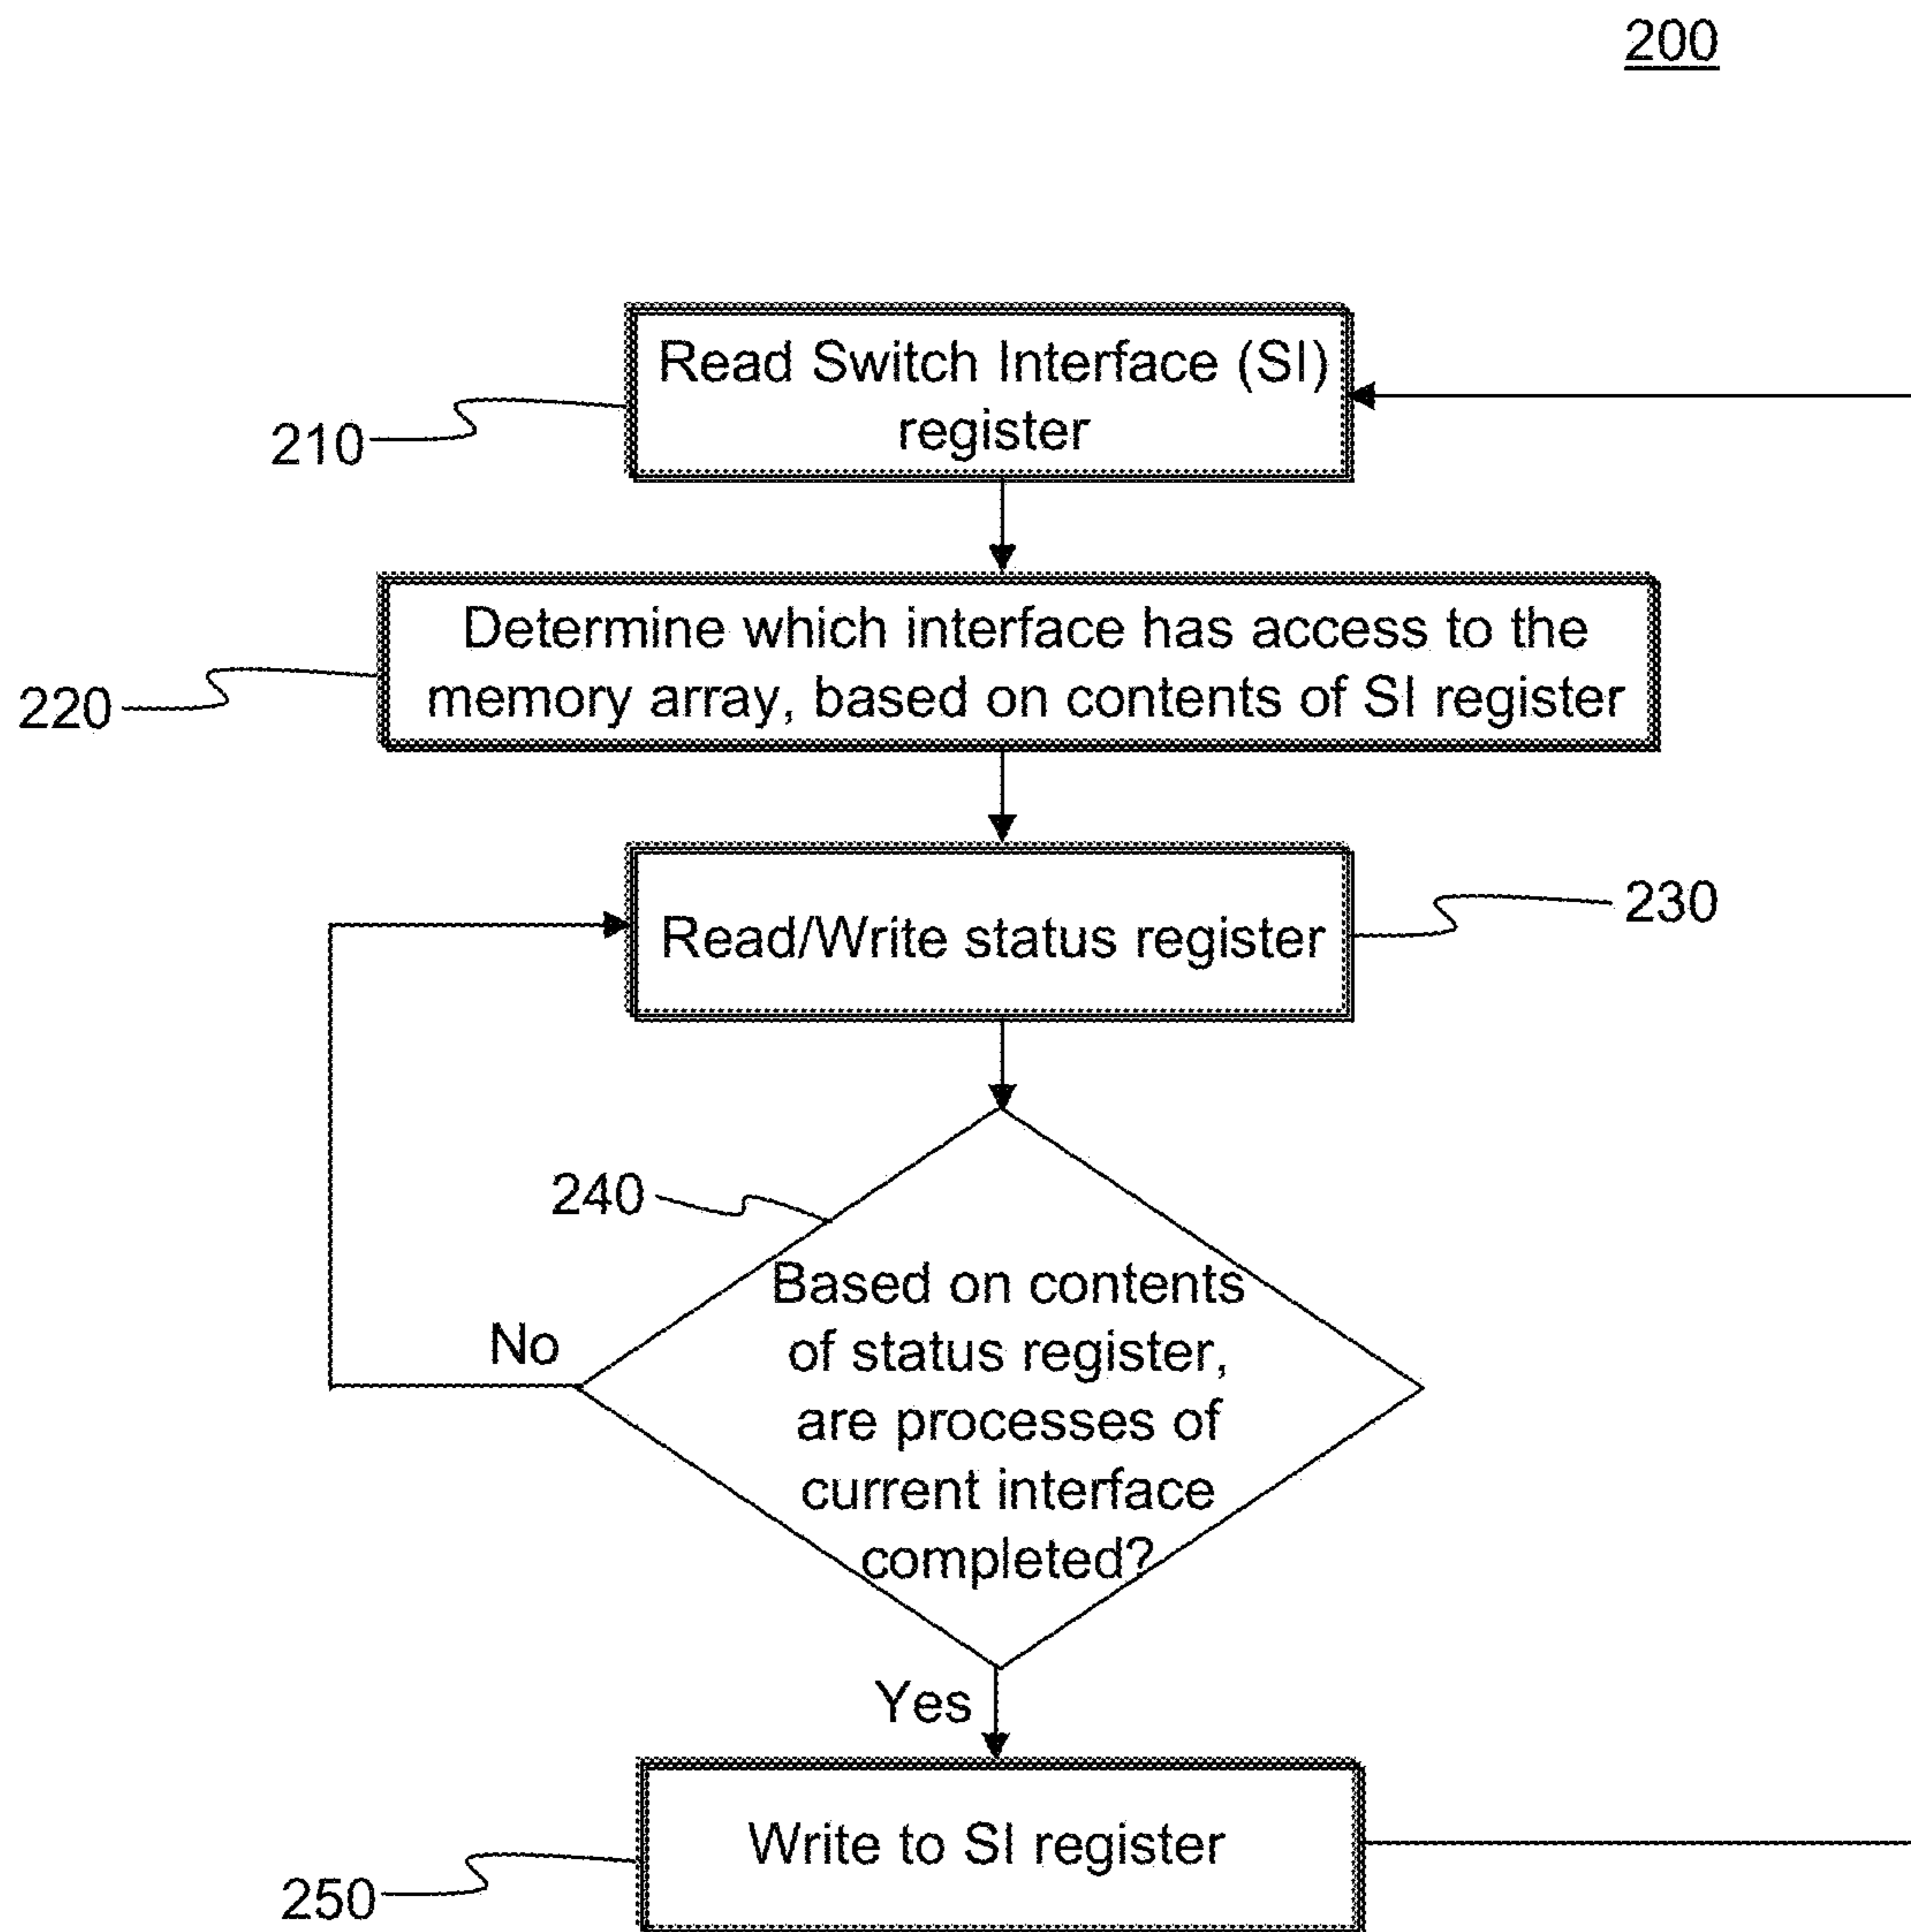 200
Read Switch Interface (SI)
register
210
Determine which interface has access to the
memory array, based on contents of SI register
220
Read/Write status register
230
240
Based on contents
of status register,
are processes of
current interface
completed?
No
Yes
Write to SI register
250